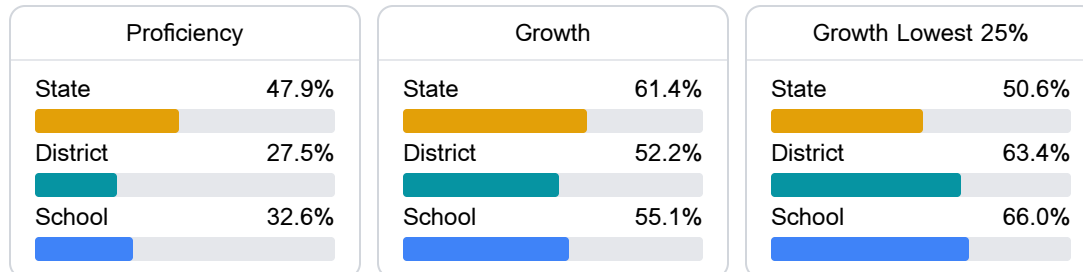 Proficiency
State 47.9%
District 27.5%
School 32.6%
Growth
State 61.4%
District 52.2%
School 55.1%
Growth Lowest 25%
State 50.6%
District 63.4%
School 66.0%